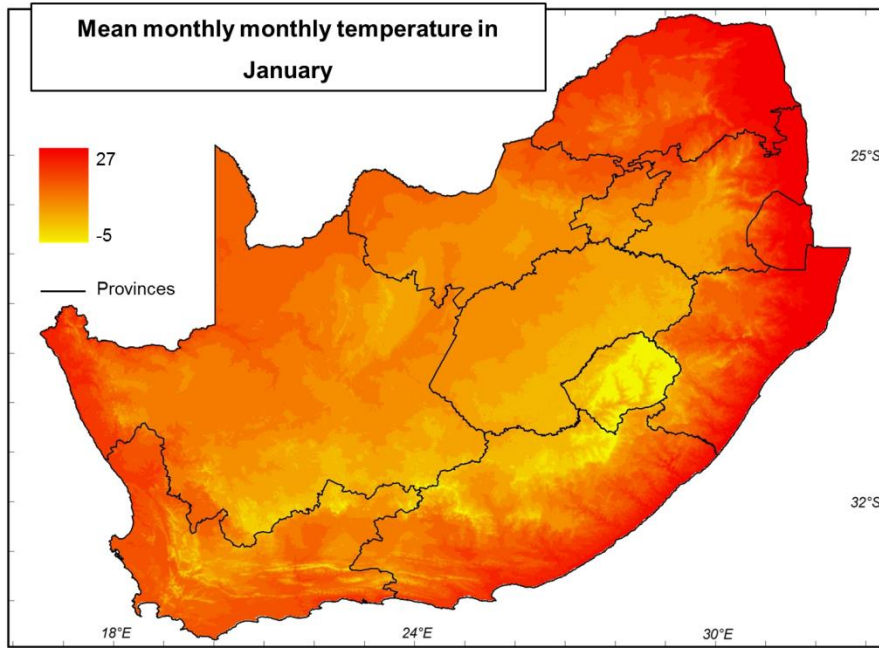 Mean monthly monthly temperature in
January
27
-5
Provinces
25°S
32°S
18°E
24°E
30°E